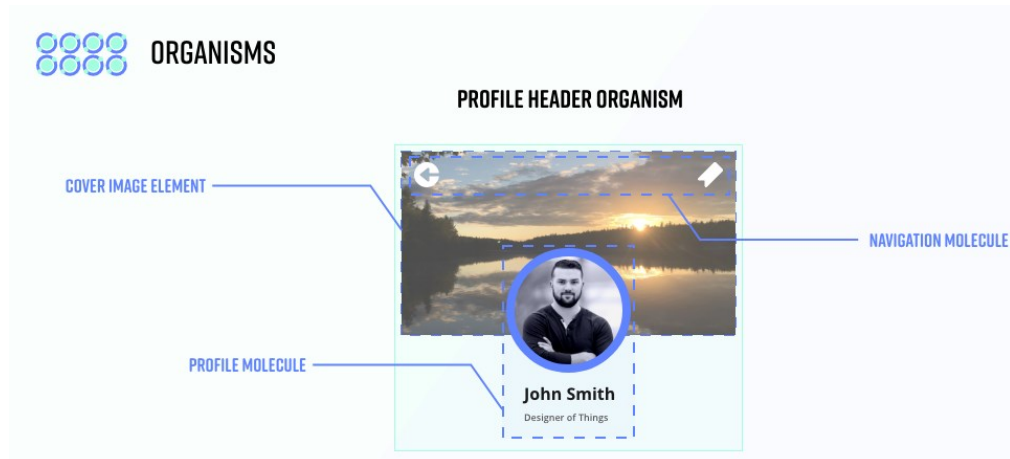 ORGANISMS
PROFILE HEADER ORGANISM
COVER IMAGE ELEMENT
NAVIGATION MOLECULE
PROFILE MOLECULE
John Smith
Designer of Things